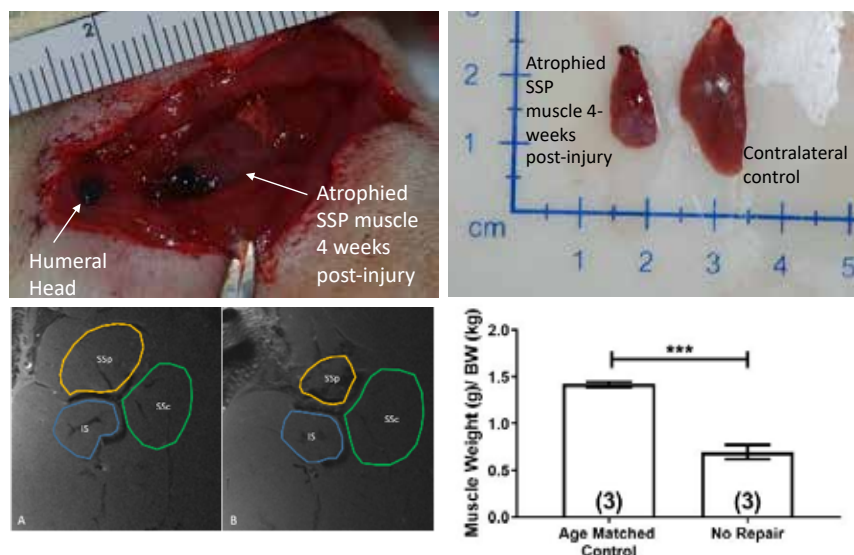 2
Humeral
Head
Atrophied
SSP muscle
4 weeks
post-injury
2
1
cm
1
2
3
4
5
Atrophied
SSP
muscle 4-
weeks
post-injury
Contralateral
control
SSp
SSc
IS
A
SSp
SSc
IS
B
Muscle Weight (g)/ BW (kg)
2.0
1.5
1.0
0.5
0.0
***
(3)
(3)
Age Matched
Control
No Repair